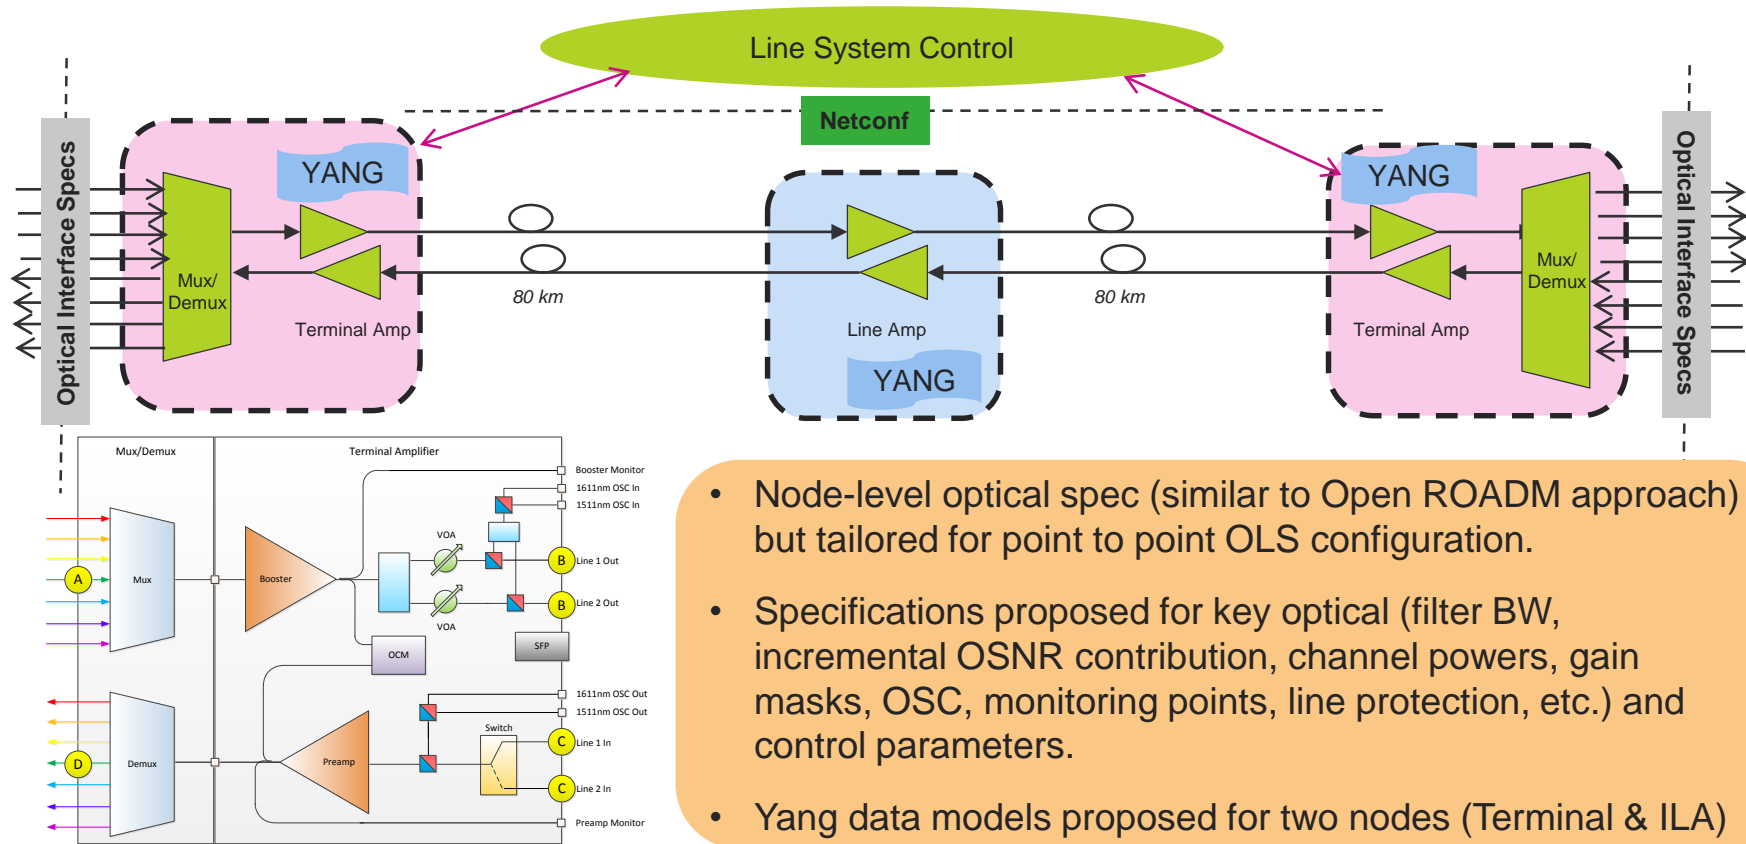 Line System Control
Netconf
Optical Interface Specs
YANG
Mux/
Demux
Terminal Amp
80 km
Line Amp
YANG
80 km
YANG
Terminal Amp
Mux/
Demux
Optical Interface Specs
Mux/Demux
Terminal Amplifier
Booster Monitor
1611nm OSC In
1511nm OSC In
VOA
A
Mux
Booster
B
Line 1 Out
B
Line 2 Out
VOA
OCM
SFP
1611nm OSC Out
1511nm OSC Out
Switch
C
Line 1 In
D
Demux
Preamp
C
Line 2 In
Preamp Monitor
• Node-level optical spec (similar to Open ROADM approach)
but tailored for point to point OLS configuration.
• Specifications proposed for key optical (filter BW,
incremental OSNR contribution, channel powers, gain
masks, OSC, monitoring points, line protection, etc.) and
control parameters.
• Yang data models proposed for two nodes (Terminal & ILA)